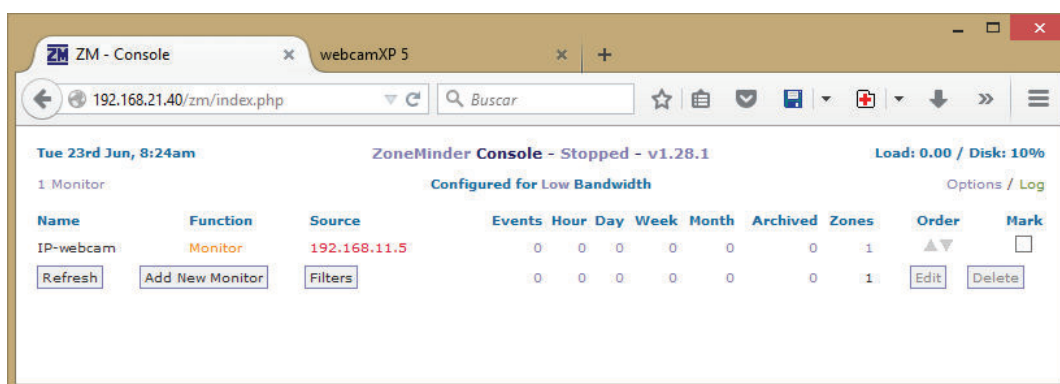 ZM ZM - Console × webcamXP 5 × +
192.168.21.40/zm/index.php Buscar
Tue 23rd Jun, 8:24am ZoneMinder Console - Stopped - v1.28.1 Load: 0.00 / Disk: 10%
1 Monitor Configured for Low Bandwidth Options / Log
Name Function Source Events Hour Day Week Month Archived Zones Order Mark
IP-webcam Monitor 192.168.11.5 0 0 0 0 0 0 1
Refresh Add New Monitor Filters 0 0 0 0 0 0 1 Edit Delete